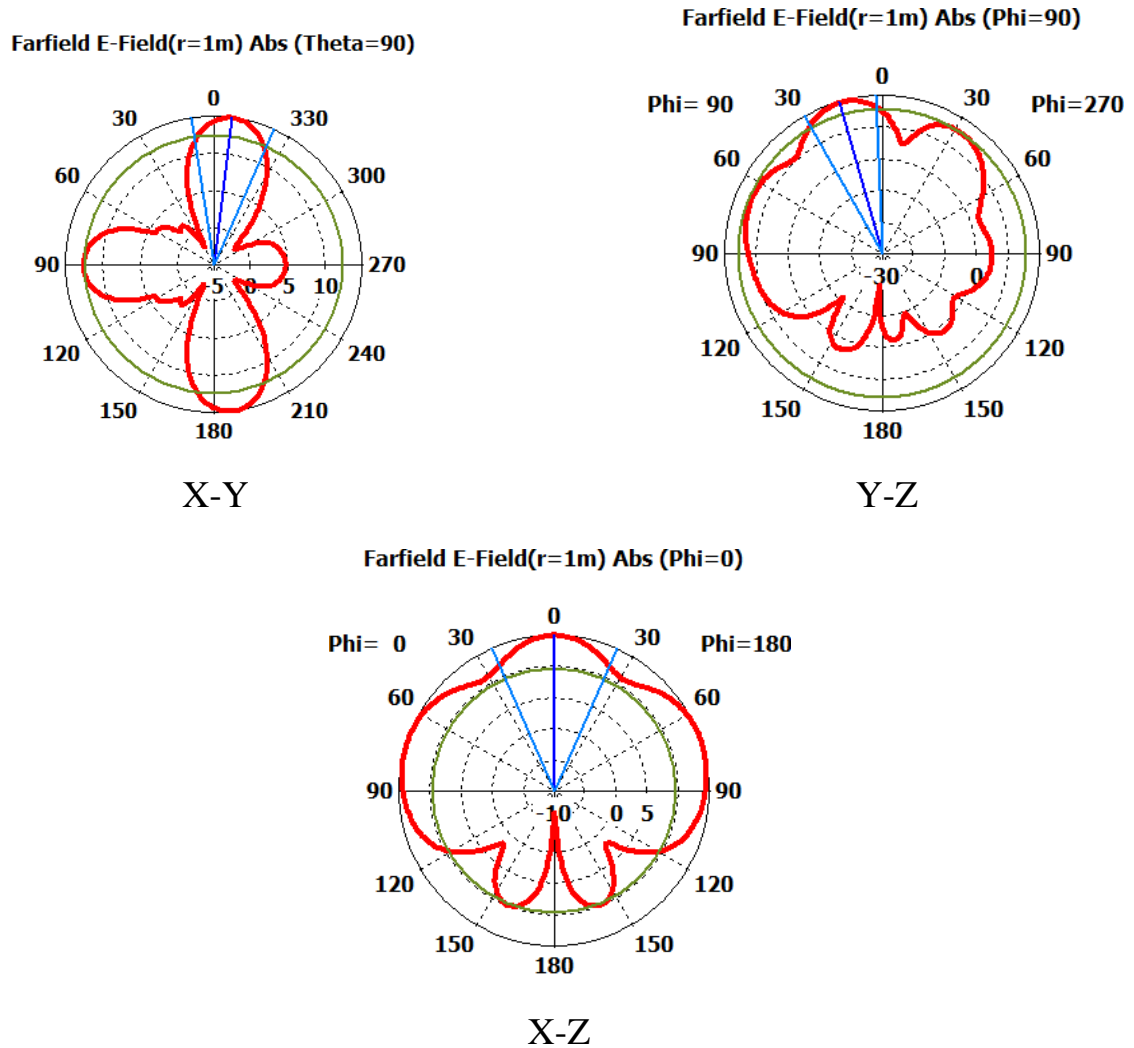 Farfield E-Field(r=1m) Abs (Theta=90)
0
30 330
60 300
90 -5 0 5 10 270
120 240
150 210
180
X-Y
Farfield E-Field(r=1m) Abs (Phi=90)
0
Phi= 90 30 30 Phi=270
60 60
90 -30 0 90
120 120
150 150
180
Y-Z
Farfield E-Field(r=1m) Abs (Phi=0)
0
Phi= 0 30 30 Phi=180
60 60
90 -10 0 5 90
120 120
150 150
180
X-Z